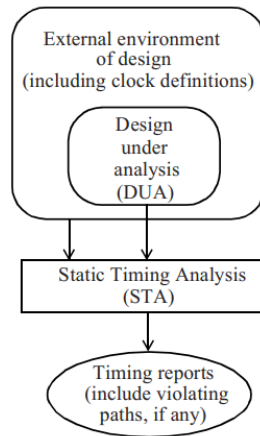 External environment
of design
(including clock definitions)
Design
under
analysis
(DUA)
Static Timing Analysis
(STA)
Timing reports
(include violating
paths, if any)